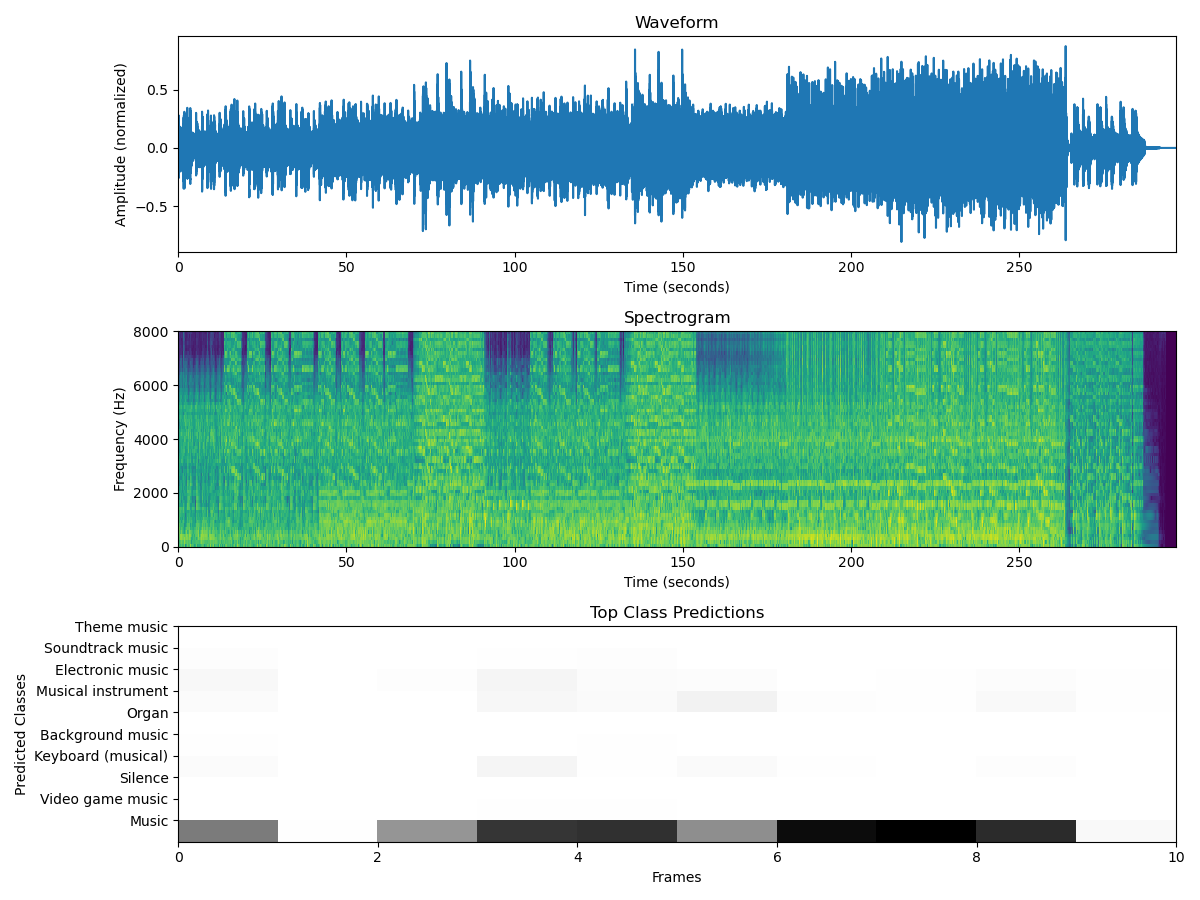 Waveform
Amplitude (normalized)
0.5
0.0
−0.5
0 50 100 150 200 250
Time (seconds)
Spectrogram
Frequency (Hz)
8000
6000
4000
2000
0
0 50 100 150 200 250
Time (seconds)
Top Class Predictions
Predicted Classes
Theme music
Soundtrack music
Electronic music
Musical instrument
Organ
Background music
Keyboard (musical)
Silence
Video game music
Music
0 2 4 6 8 10
Frames